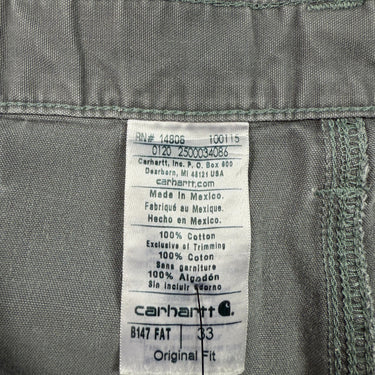 RN# 14806 100115
0120 2500034086
Carhartt, Inc. P. O. Box 600
Dearborn, MI 48121 USA
carhartt.com
Made in Mexico.
Fabriqué au Mexique.
Hecho en Mexico.
100% Cotton
Exclusive of Trimming
100% Coton
Sans garniture
100% Algodón
Sin incluir adorno
carhartt
B147 FAT 33
Original Fit